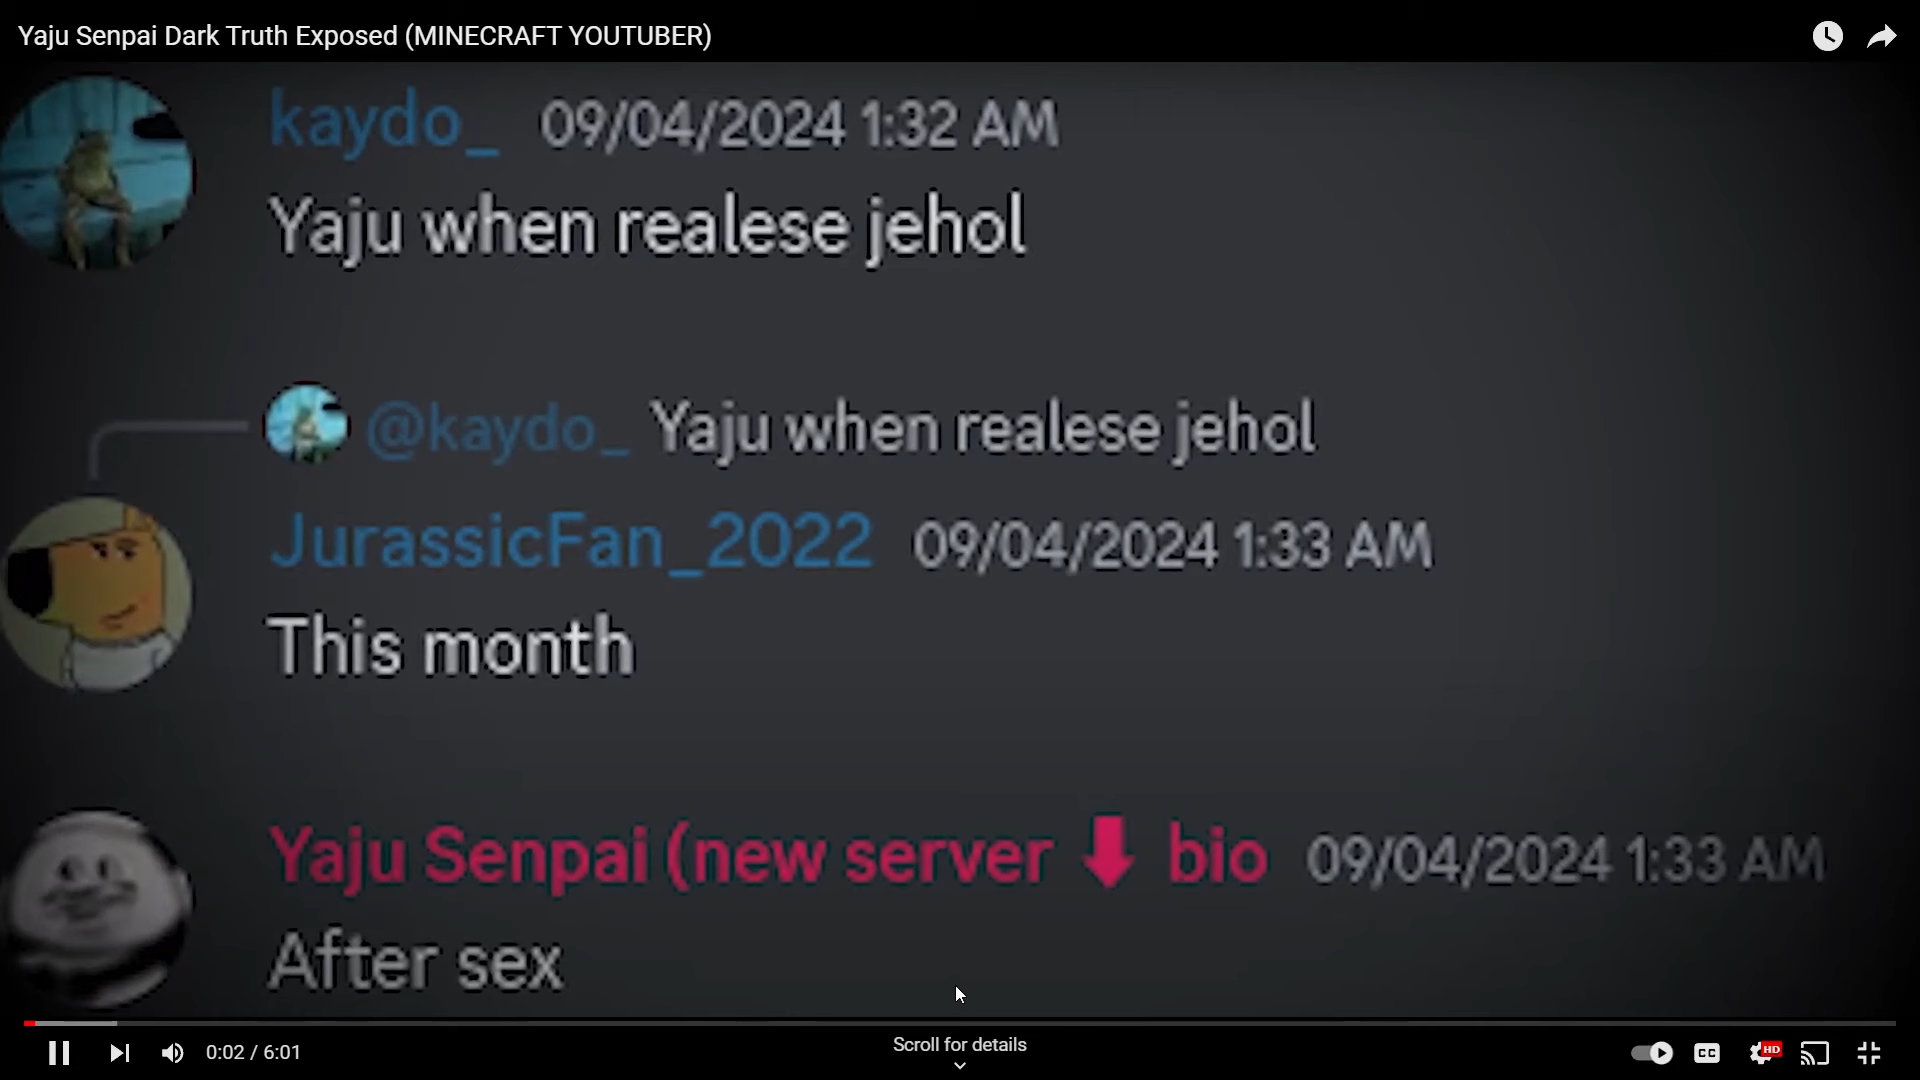 Yaju Senpai Dark Truth Exposed (MINECRAFT YOUTUBER)
kaydo_ 09/04/2024 1:32 AM
Yaju when realese jehol
@kaydo_ Yaju when realese jehol
JurassicFan_2022 09/04/2024 1:33 AM
This month
Yaju Senpai (new server ⬇ bio 09/04/2024 1:33 AM
After sex
0:02 / 6:01
Scroll for details
CC
HD